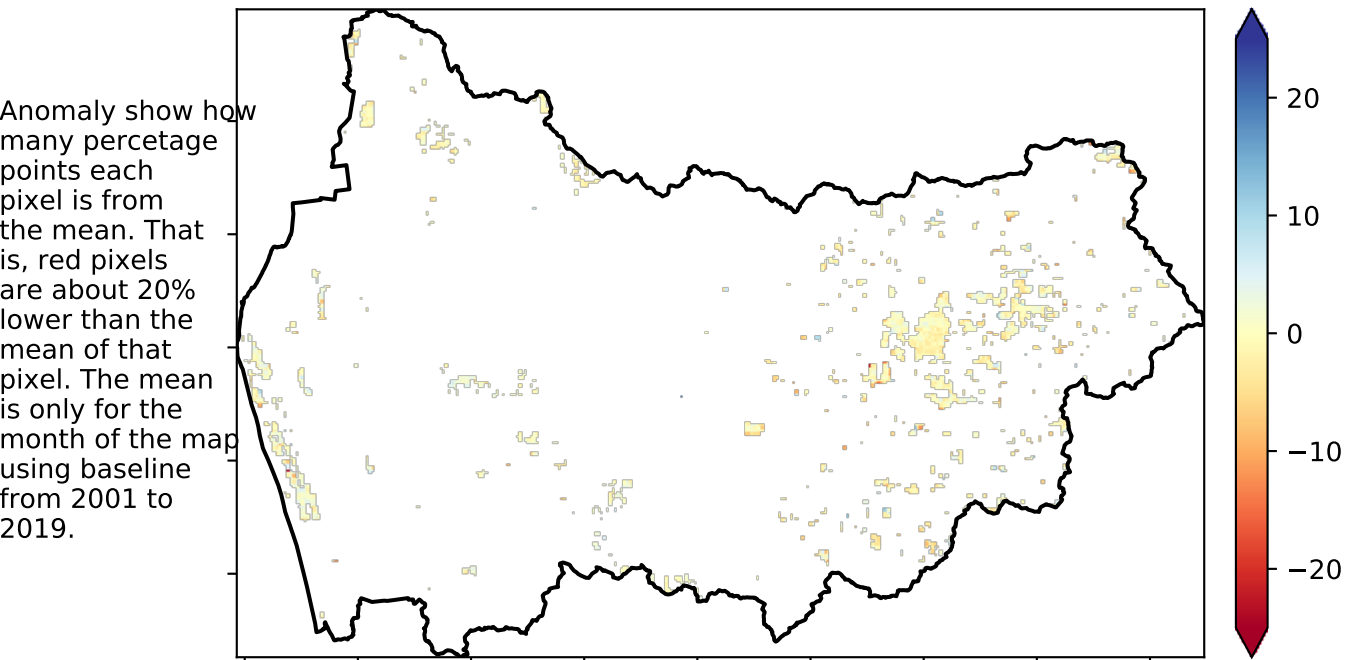 Anomaly show how
many percetage
points each
pixel is from
the mean. That
is, red pixels
are about 20%
lower than the
mean of that
pixel. The mean
is only for the
month of the map
using baseline
from 2001 to
2019.
20
10
0
−10
−20